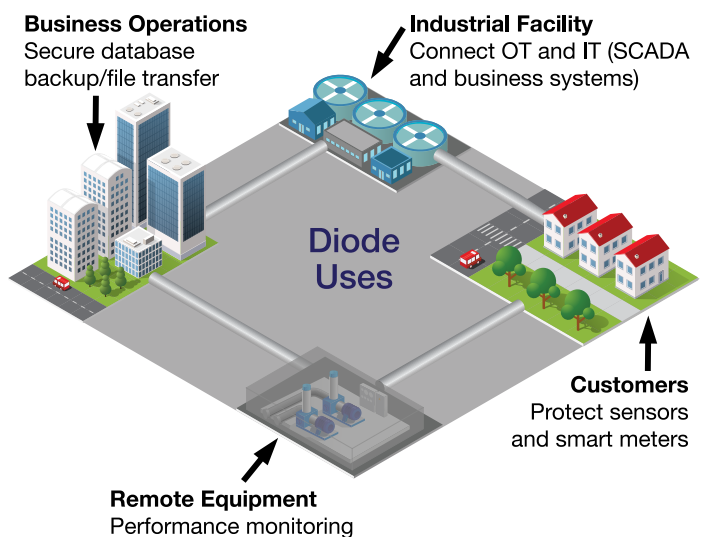 Business Operations
Secure database
backup/file transfer
Industrial Facility
Connect OT and IT (SCADA
and business systems)
Diode
Uses
Customers
Protect sensors
and smart meters
Remote Equipment
Performance monitoring